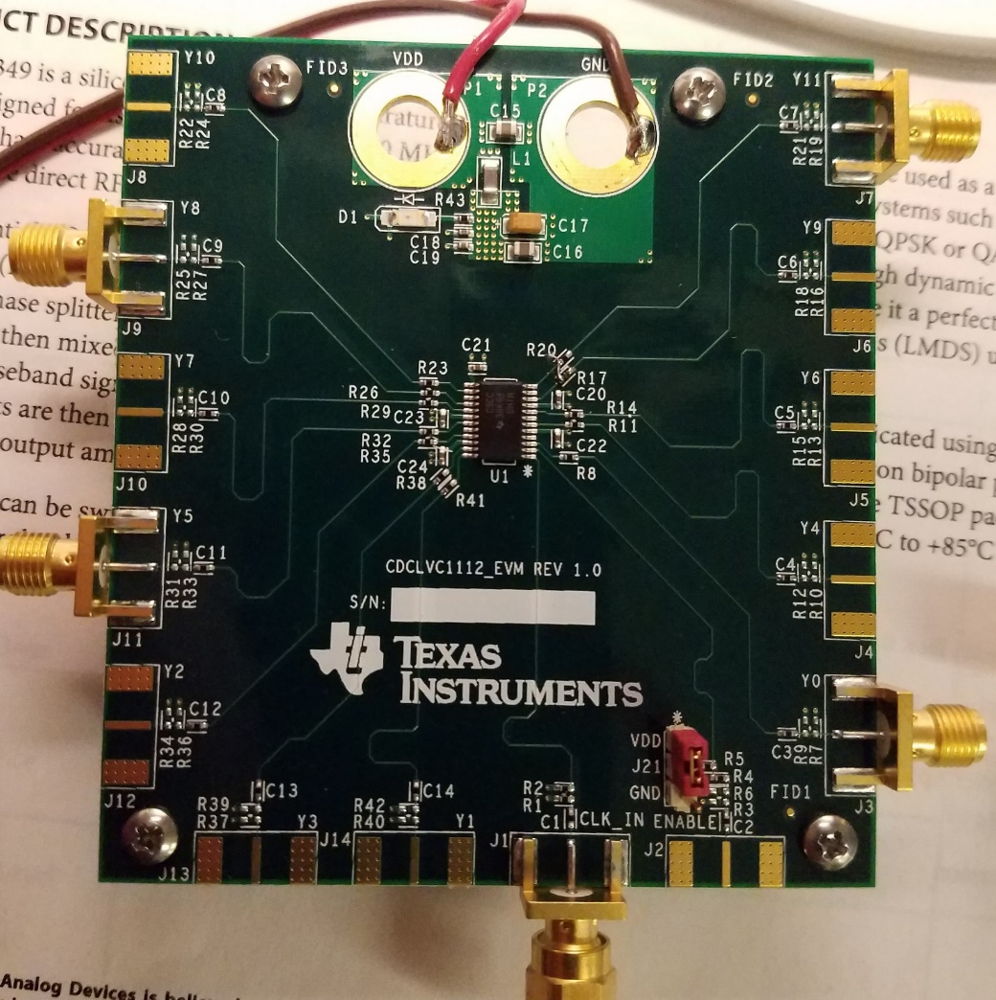 UCT DESCRIPTION
349 is a silic
igned fo
direct RF
hase splitte
then mixe
seband sig
ts are then
output am
can be sw
used as a
ystems such
QPSK or QA
gh dynamic
e it a perfect
s (LMDS) u
icated using
on bipolar p
TSSOP pa
C to +85°C
Analog Devices is believ
Y10
FID3
VDD
GND
FID2
Y11
C8
R22
R24
J8
P1
P2
C15
L1
C7
R21
R19
J7
Y8
C9
R25
R27
J9
D1
R43
C18
C19
C17
C16
Y9
C6
R18
R16
J6
Y7
C10
R28
R30
J10
C21
R20
R23
R17
R26
C20
R29
C23
R14
R11
R32
R35
C22
C24
R38
R8
R41
U1
*
Y6
C5
R15
R13
J5
Y5
C11
R31
R33
J11
Y4
C4
R12
R10
J4
CDCLVC1112_EVM REV 1.0
S/N:
TEXAS
INSTRUMENTS
Y2
C12
R34
R36
J12
Y0
C3
R9
R7
J3
*
VDD
J21
GND
R5
R4
R6
R3
C2
FID1
C13
R39
R37
Y3
J13
C14
R42
R40
Y1
J14
R2
R1
C1
CLK_IN
J1
ENABLE
J2